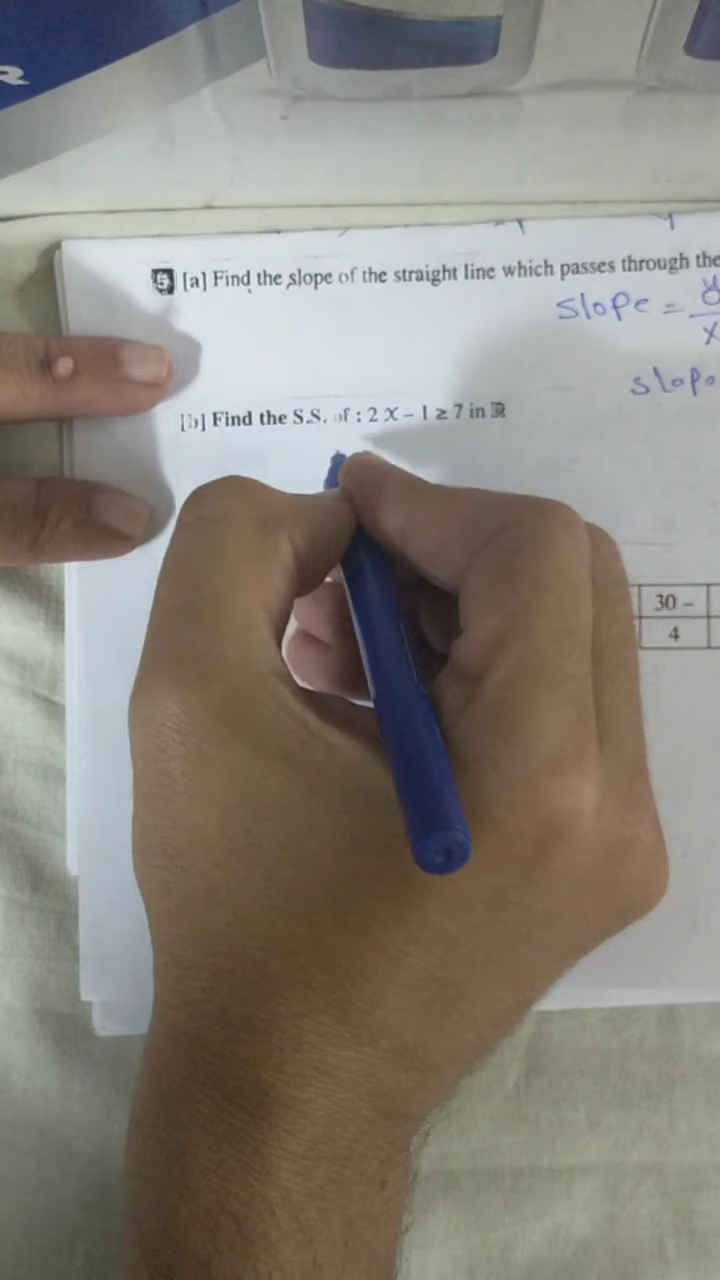 R
5 [a] Find the slope of the straight line which passes through the
slope = y
x
slope
[b] Find the S.S. of : 2 X – 1 ≥ 7 in ℝ
30 –
4